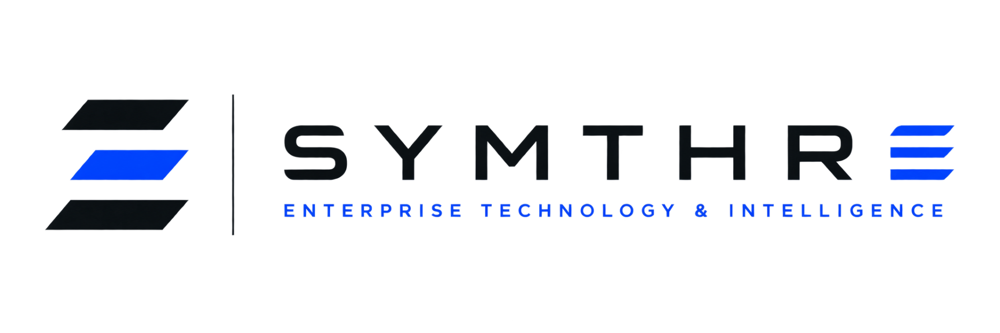 SYMTHRE
ENTERPRISE TECHNOLOGY & INTELLIGENCE